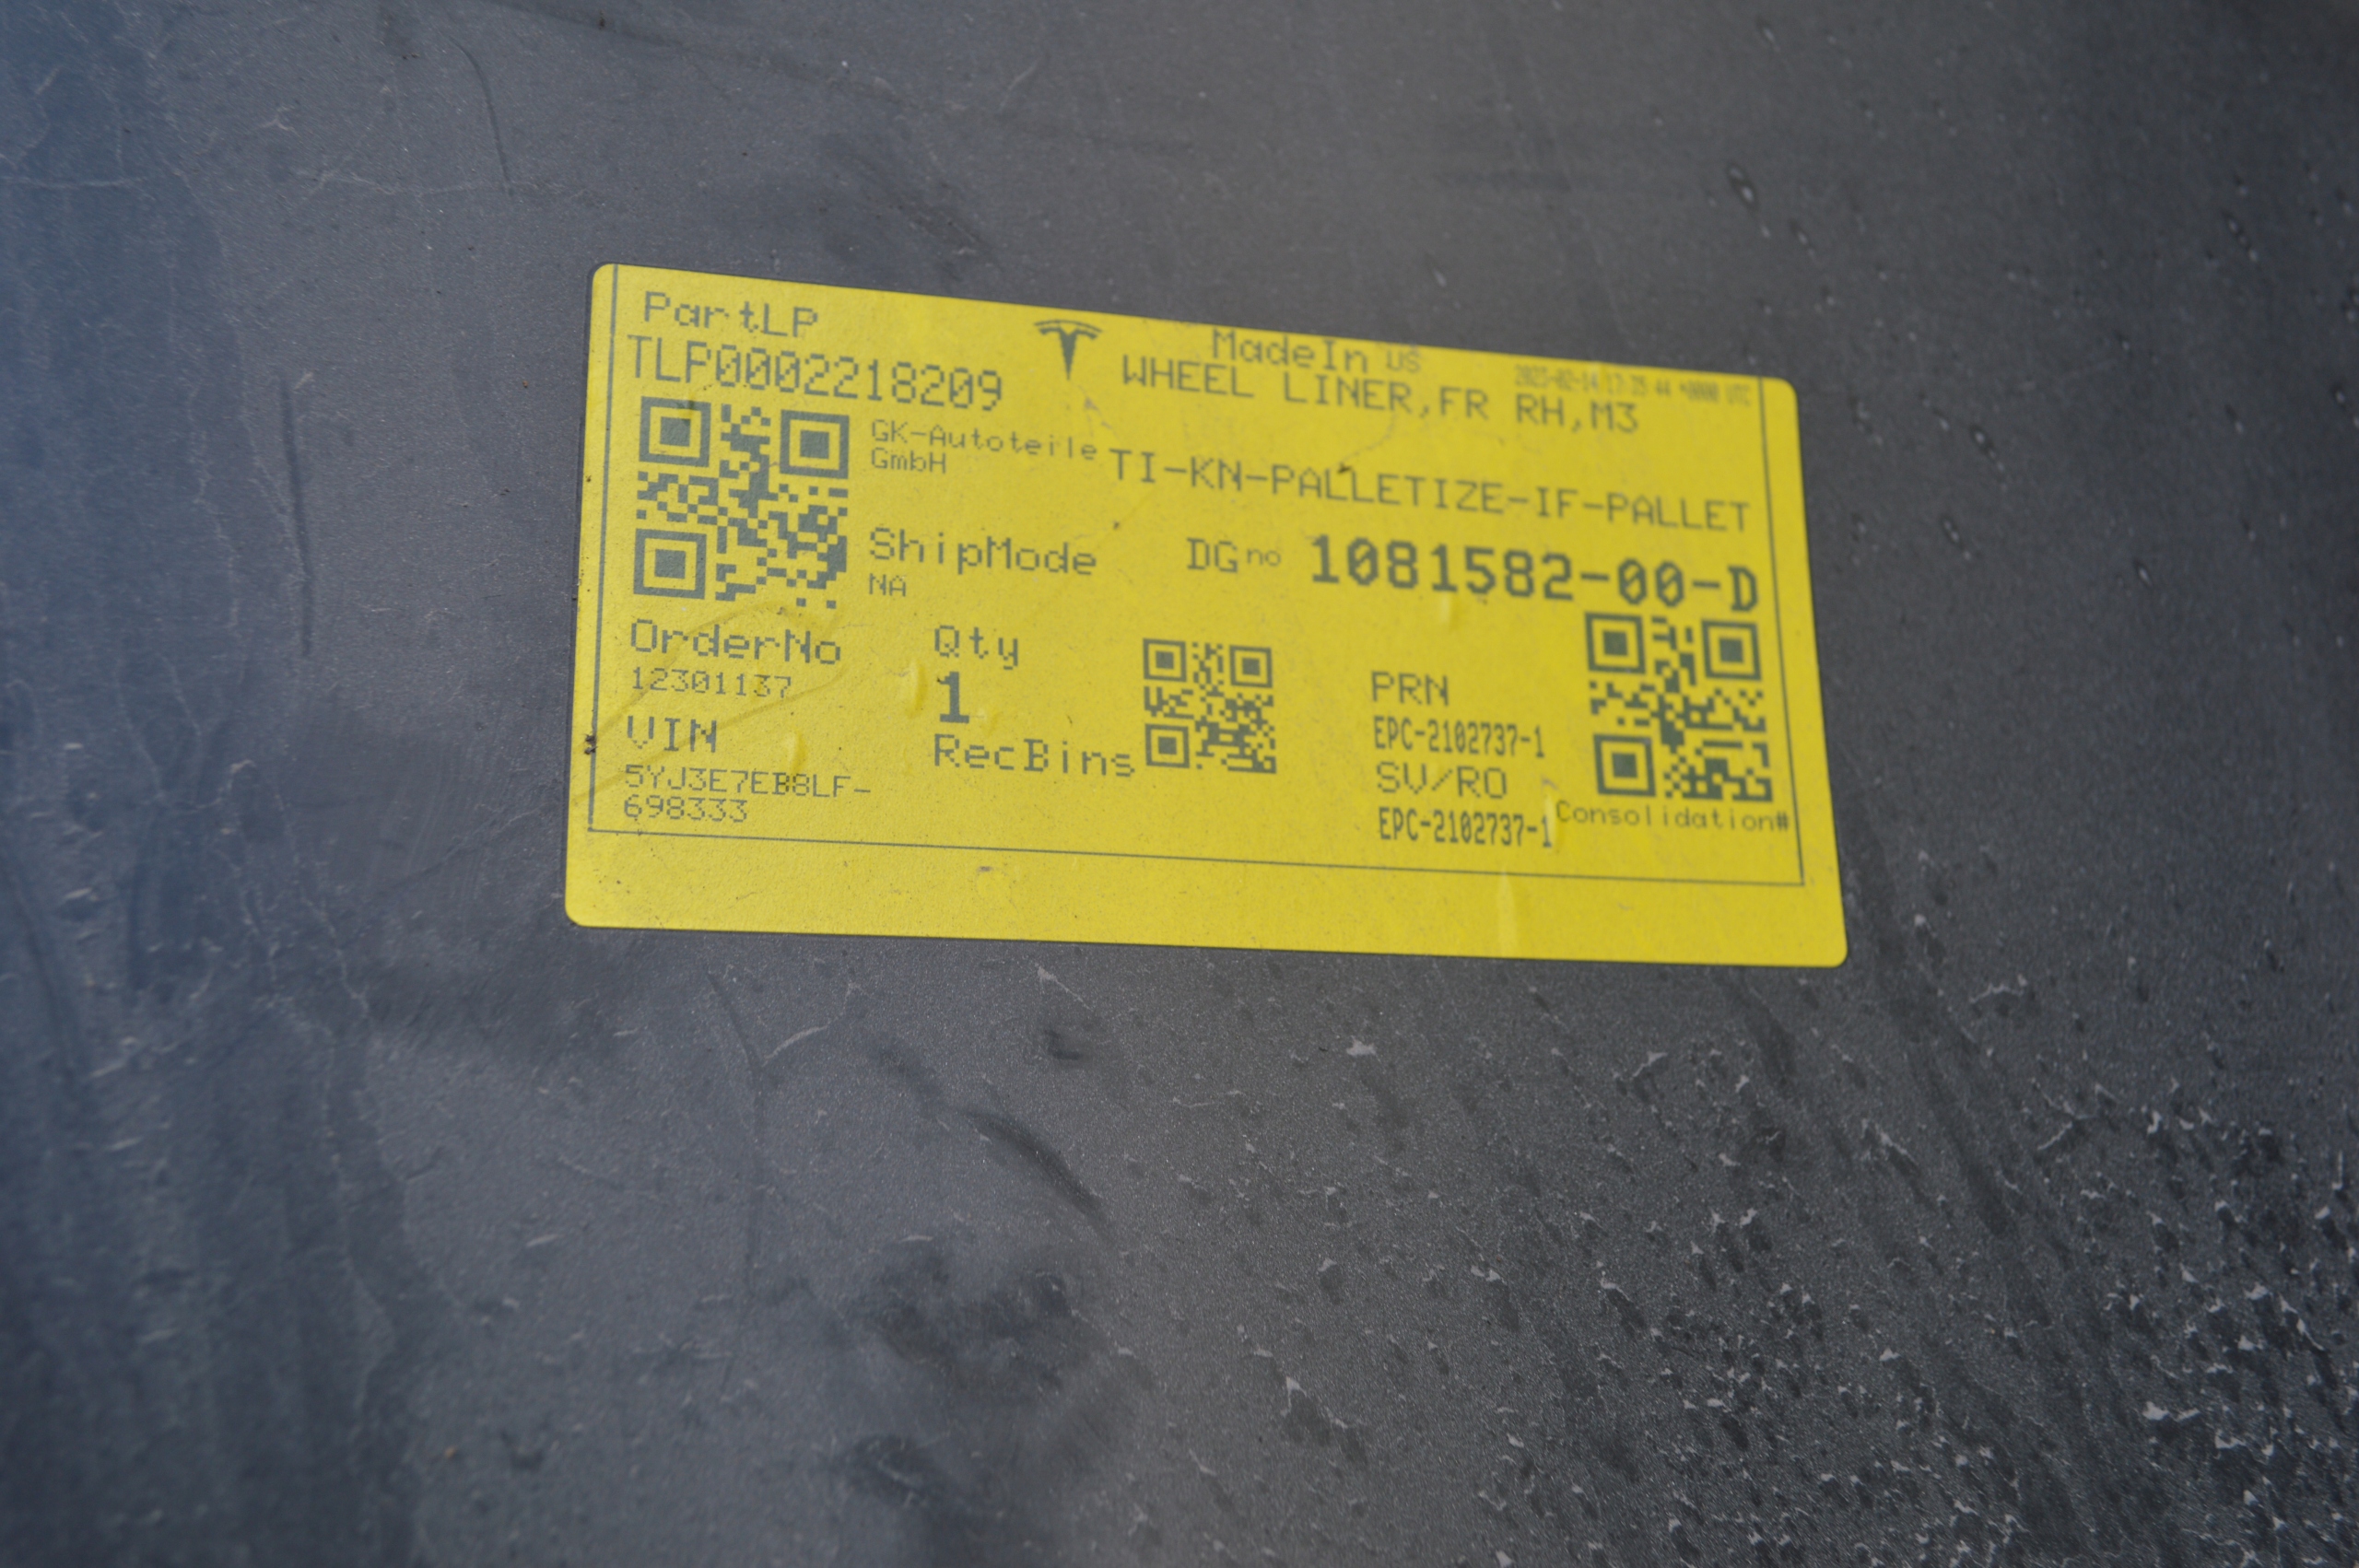 PartLP
TLP0002218209
MadeIn US
WHEEL LINER,FR RH,M3
GK-Autoteile
GmbH
TI-KN-PALLETIZE-IF-PALLET
ShipMode
NA
DG no 1081582-00-D
OrderNo
12301137
Qty
1
VIN
5YJ3E7EB8LF-
698333
RecBins
PRN
EPC-2102737-1
SV/RO
EPC-2102737-1
Consolidation#